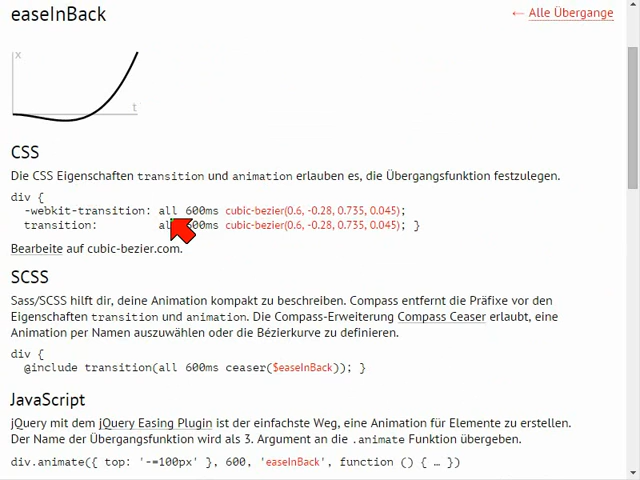 easeInBack
← Alle Übergange
x
t
CSS
Die CSS Eigenschaften transition und animation erlauben es, die Übergangsfunktion festzulegen.
div {
-webkit-transition: all 600ms cubic-bezier(0.6, -0.28, 0.735, 0.045);
transition: all 600ms cubic-bezier(0.6, -0.28, 0.735, 0.045); }
Bearbeite auf cubic-bezier.com.
SCSS
Sass/SCSS hilft dir, deine Animation kompakt zu beschreiben. Compass entfernt die Präfixe vor den
Eigenschaften transition und animation. Die Compass-Erweiterung Compass Ceaser erlaubt, eine
Animation per Namen auszuwählen oder die Bézierkurve zu definieren.
div {
@include transition(all 600ms ceaser($easeInBack)); }
JavaScript
jQuery mit dem jQuery Easing Plugin ist der einfachste Weg, eine Animation für Elemente zu erstellen.
Der Name der Übergangsfunktion wird als 3. Argument an die .animate Funktion übergeben.
div.animate({ top: '-=100px' }, 600, 'easeInBack', function () { … })